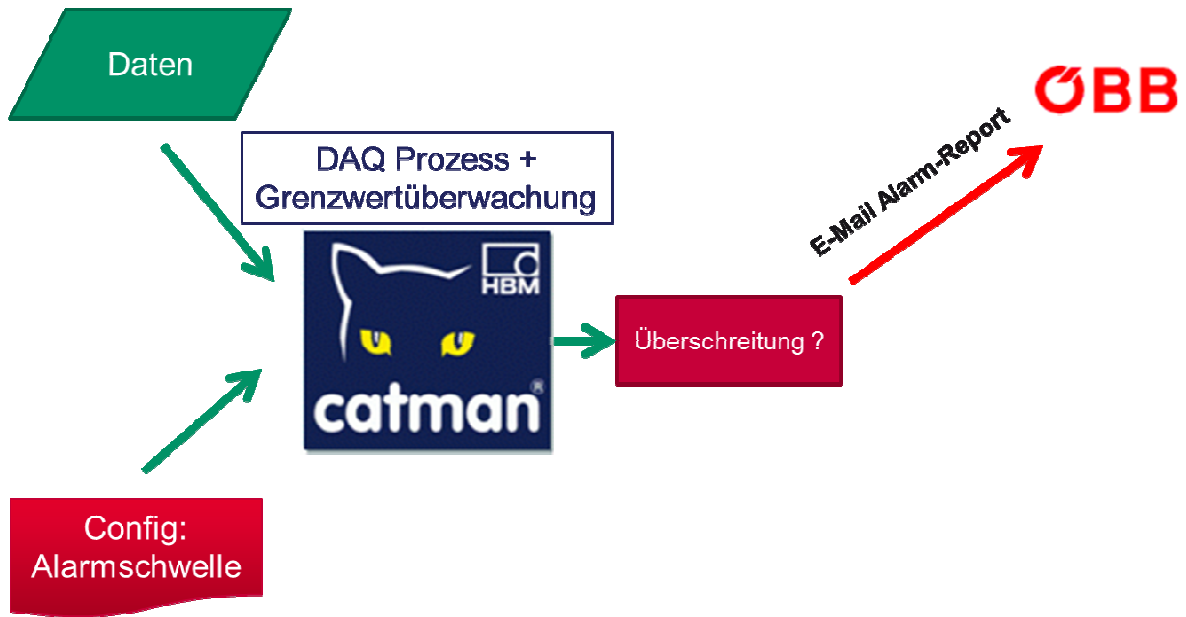 Daten
DAQ Prozess +
Grenzwertüberwachung
ÖBB
E-Mail Alarm-Report
HBM
catman®
Überschreitung ?
Config:
Alarmschwelle